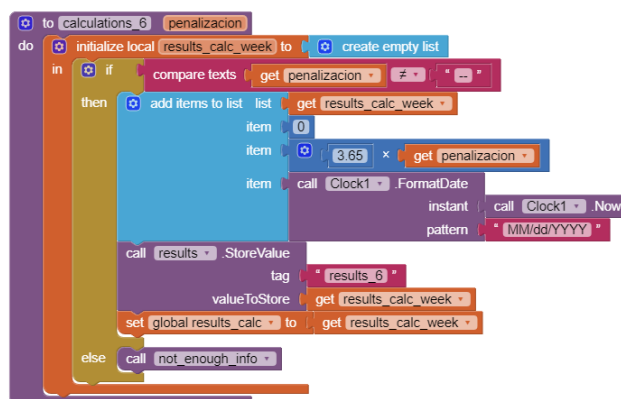 to calculations_6 penalizacion
do initialize local results_calc_week to create empty list
in if compare texts get penalizacion ≠ " -- "
then add items to list list get results_calc_week
item 0
item 3.65 × get penalizacion
item call Clock1 .FormatDate
instant call Clock1 .Now
pattern " MM/dd/YYYY "
call results .StoreValue
tag " results_6 "
valueToStore get results_calc_week
set global results_calc to get results_calc_week
else call not_enough_info